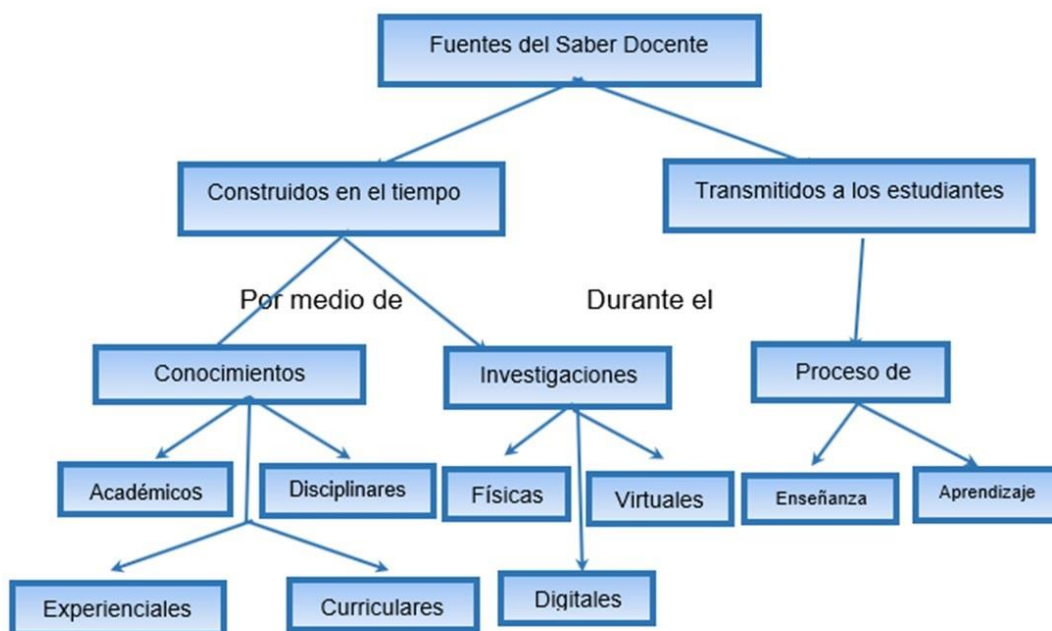 Fuentes del Saber Docente
Construidos en el tiempo
Transmitidos a los estudiantes
Por medio de
Durante el
Conocimientos
Investigaciones
Proceso de
Académicos
Disciplinares
Físicas
Virtuales
Enseñanza
Aprendizaje
Experienciales
Curriculares
Digitales